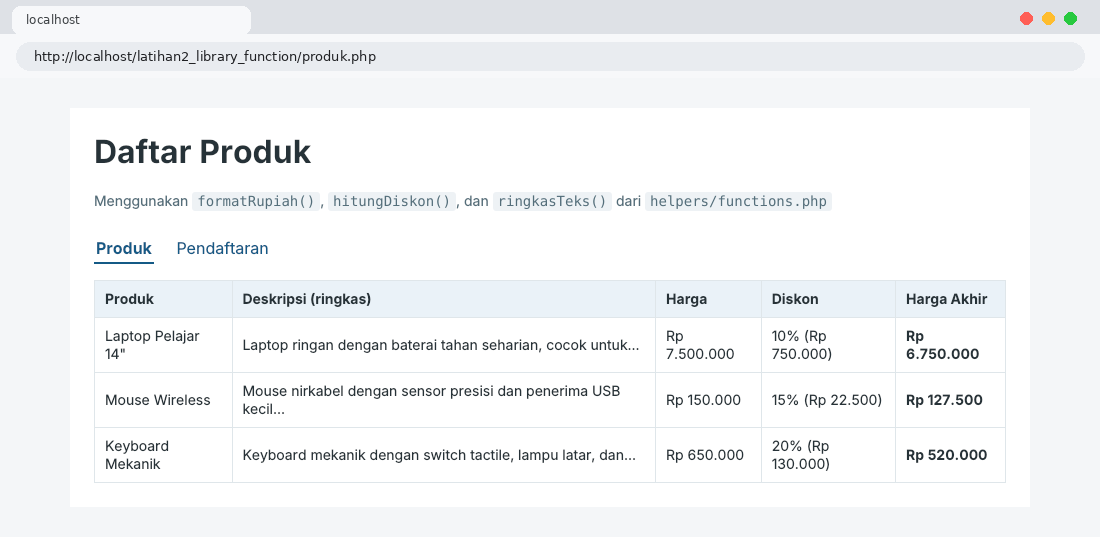 localhost
http://localhost/latihan2_library_function/produk.php
Daftar Produk
Menggunakan formatRupiah(), hitungDiskon(), dan ringkasTeks() dari helpers/functions.php
Produk Pendaftaran
Produk Deskripsi (ringkas) Harga Diskon Harga Akhir
Laptop Pelajar
14"
Laptop ringan dengan baterai tahan seharian, cocok untuk...
Rp
7.500.000
10% (Rp
750.000)
Rp
6.750.000
Mouse Wireless
Mouse nirkabel dengan sensor presisi dan penerima USB
kecil...
Rp 150.000
15% (Rp 22.500)
Rp 127.500
Keyboard
Mekanik
Keyboard mekanik dengan switch tactile, lampu latar, dan...
Rp 650.000
20% (Rp
130.000)
Rp 520.000